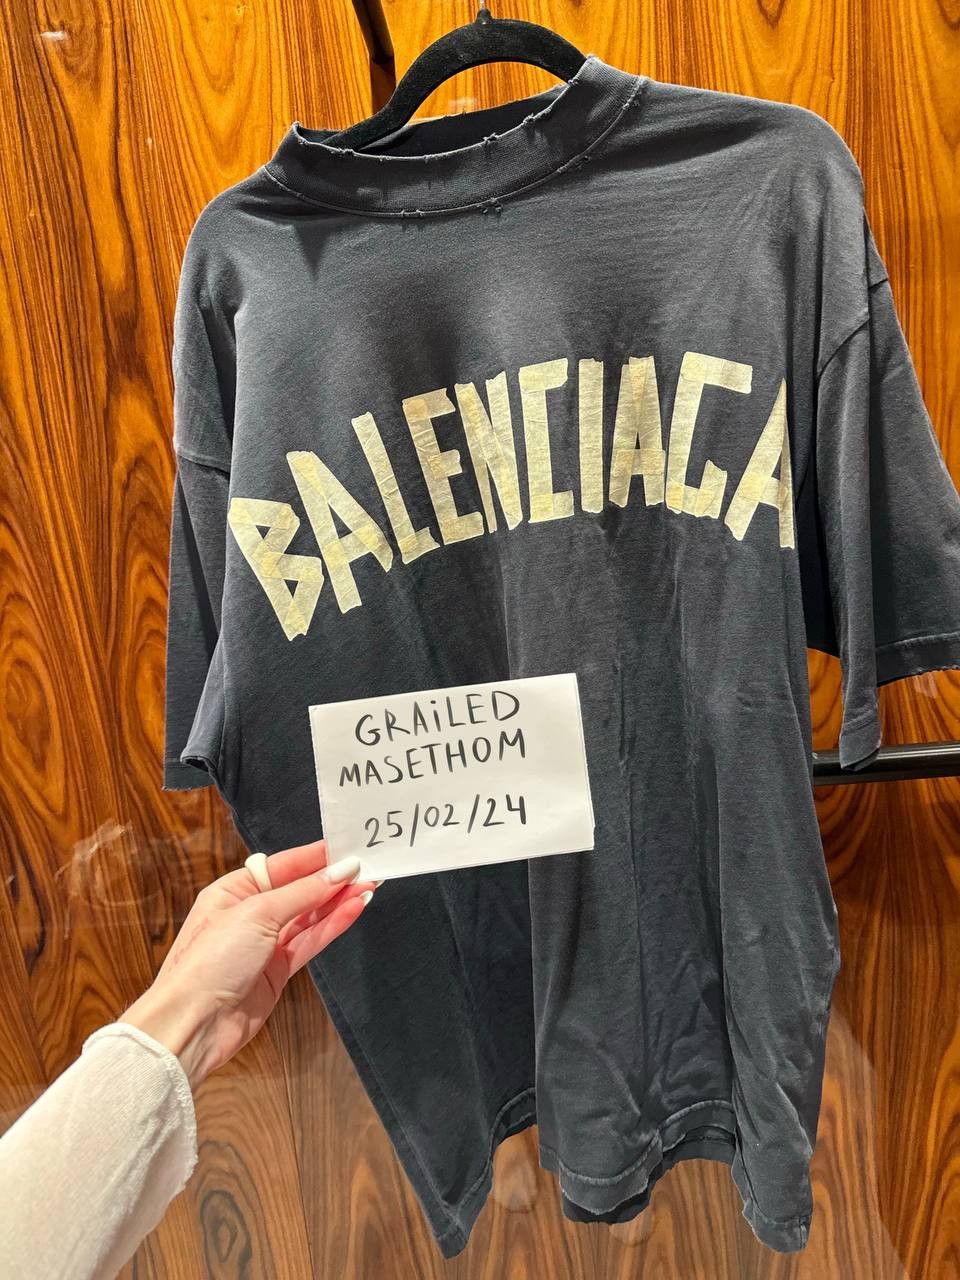 BALENCIAGA
GRAiLED
MASETHOM
25/02/24